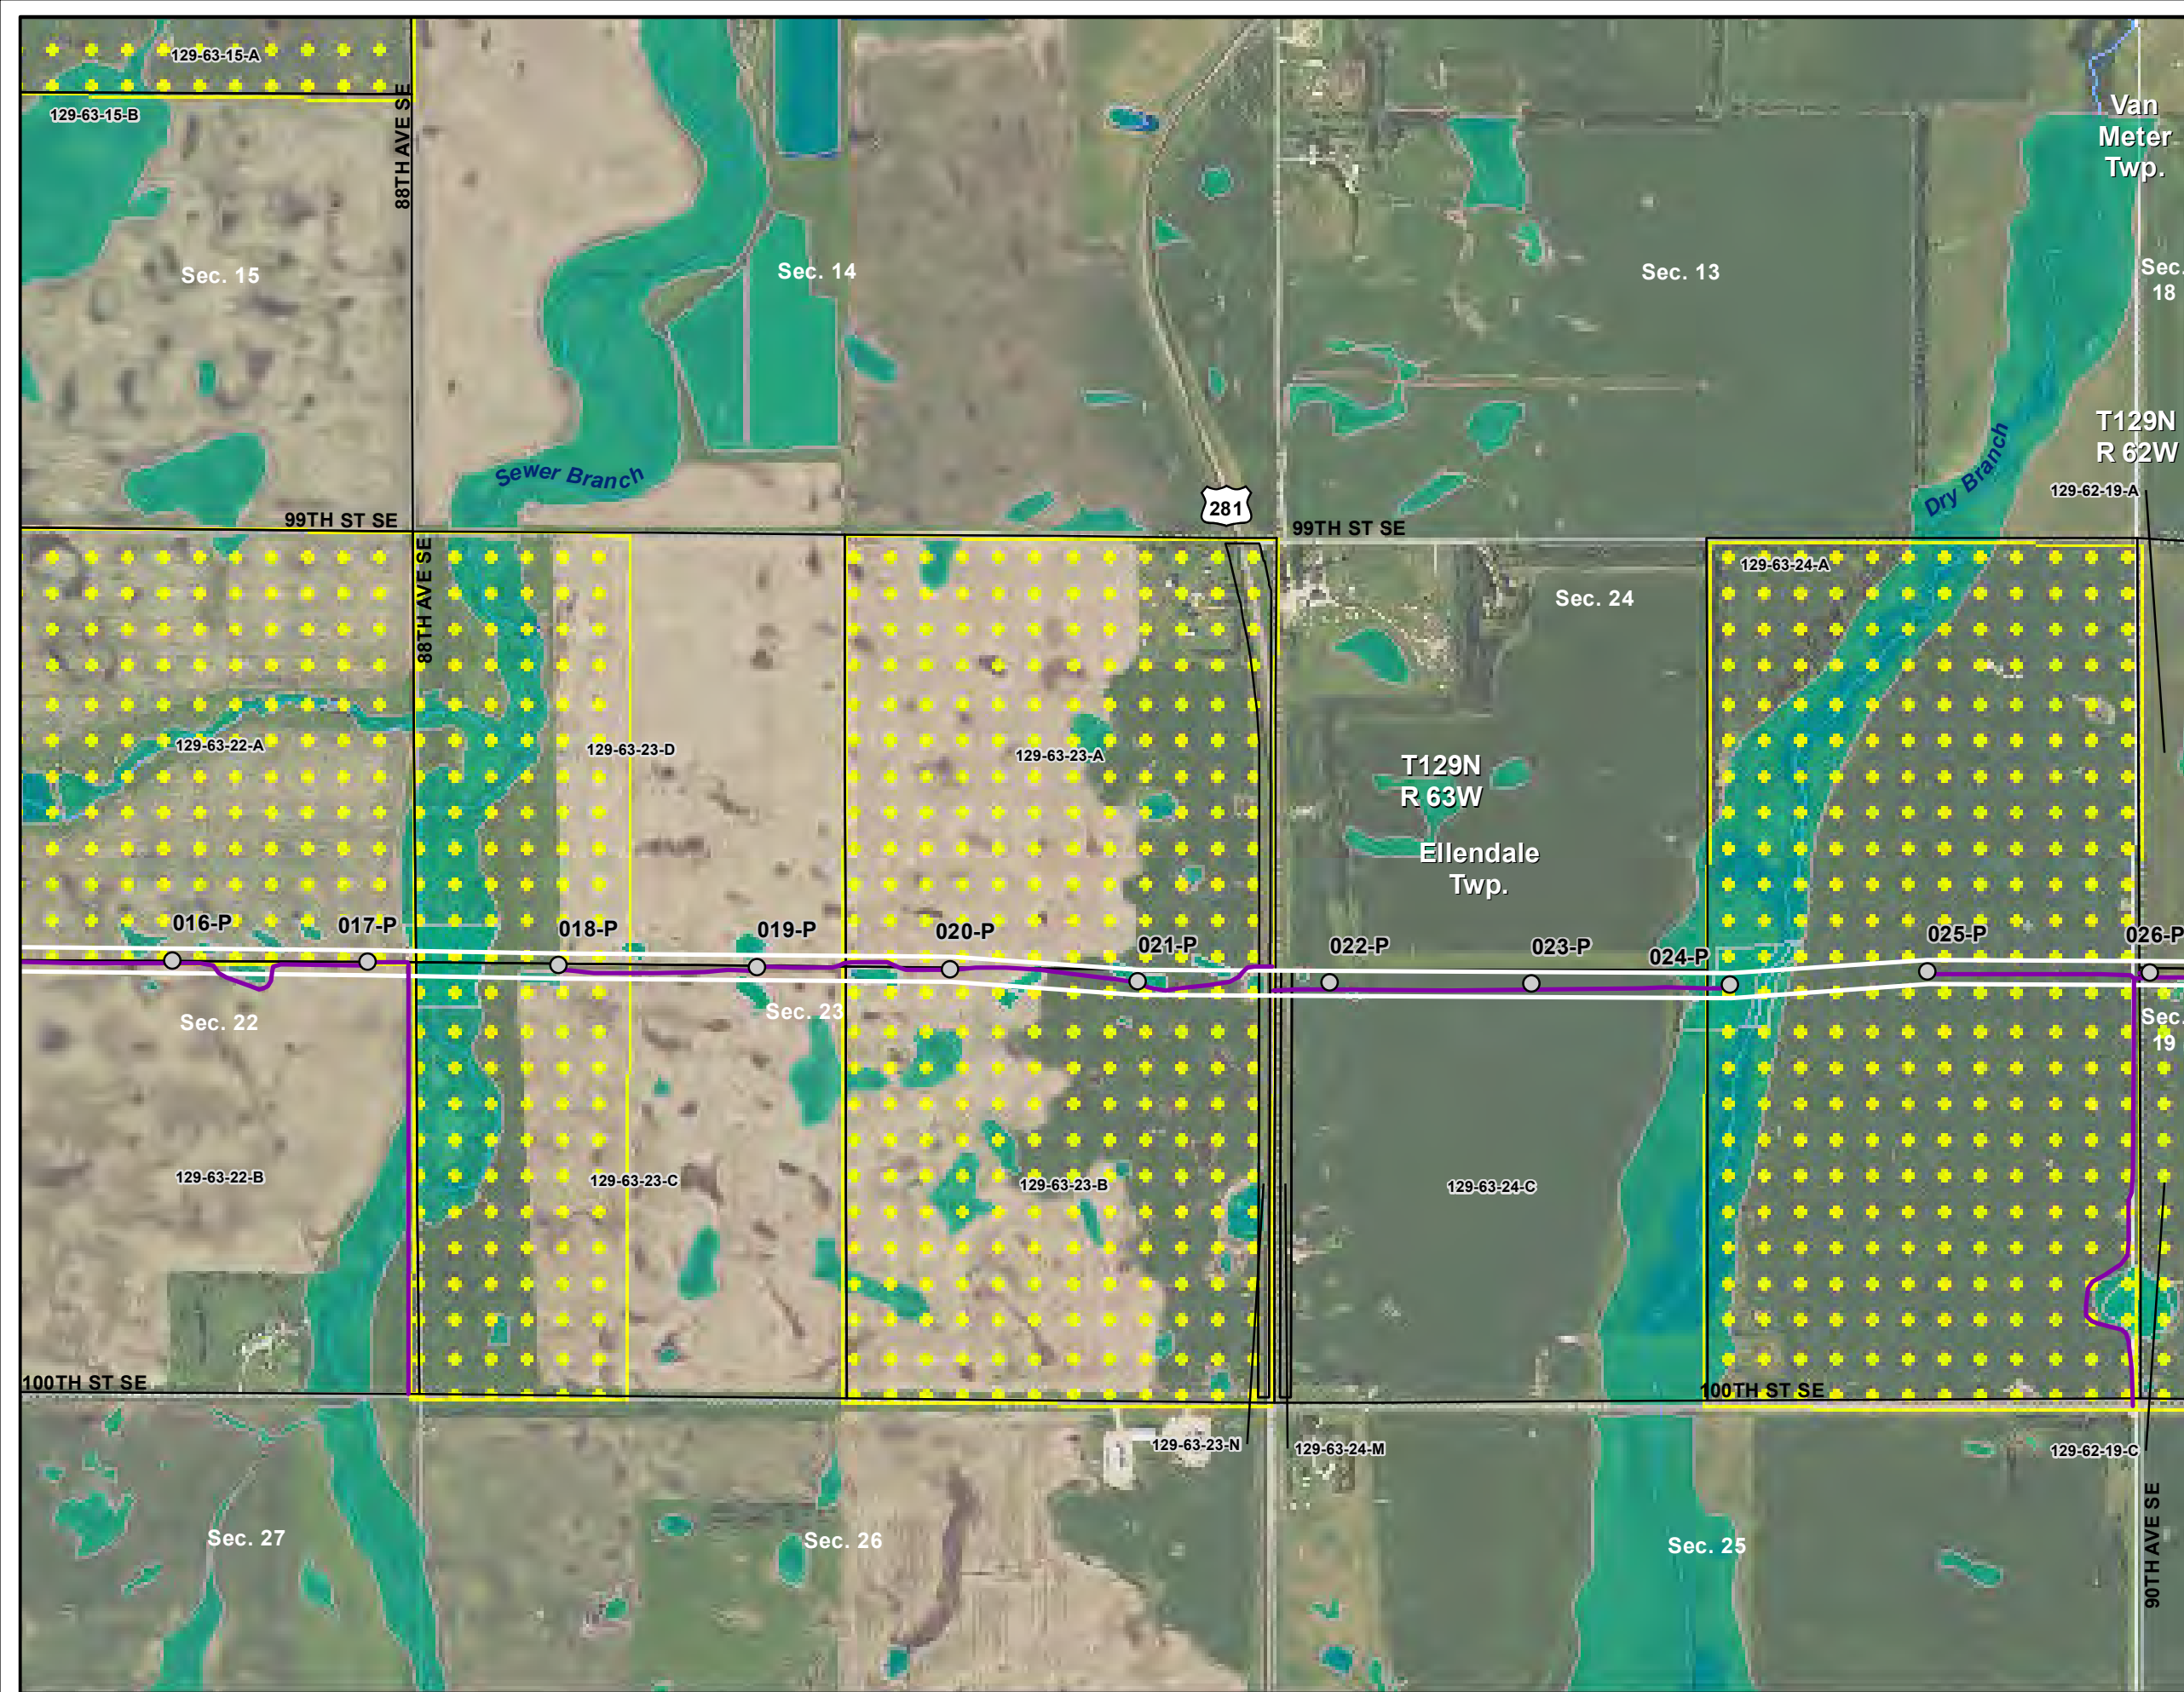 129-63-15-A
129-63-15-B
88TH AVE SE
Van
Meter
Twp.
Sec. 15
Sec. 14
Sec. 13
Sec.
18
T129N
R 62W
Sewer Branch
Dry Branch
129-62-19-A
281
99TH ST SE
99TH ST SE
88TH AVE SE
129-63-24-A
Sec. 24
129-63-22-A
129-63-23-D
129-63-23-A
T129N
R 63W
Ellendale
Twp.
016-P
017-P
018-P
019-P
020-P
021-P
022-P
023-P
024-P
025-P
026-P
Sec. 22
Sec. 23
Sec.
19
129-63-22-B
129-63-23-C
129-63-23-B
129-63-24-C
100TH ST SE
100TH ST SE
129-63-23-N
129-63-24-M
129-62-19-C
Sec. 27
Sec. 26
Sec. 25
90TH AVE SE